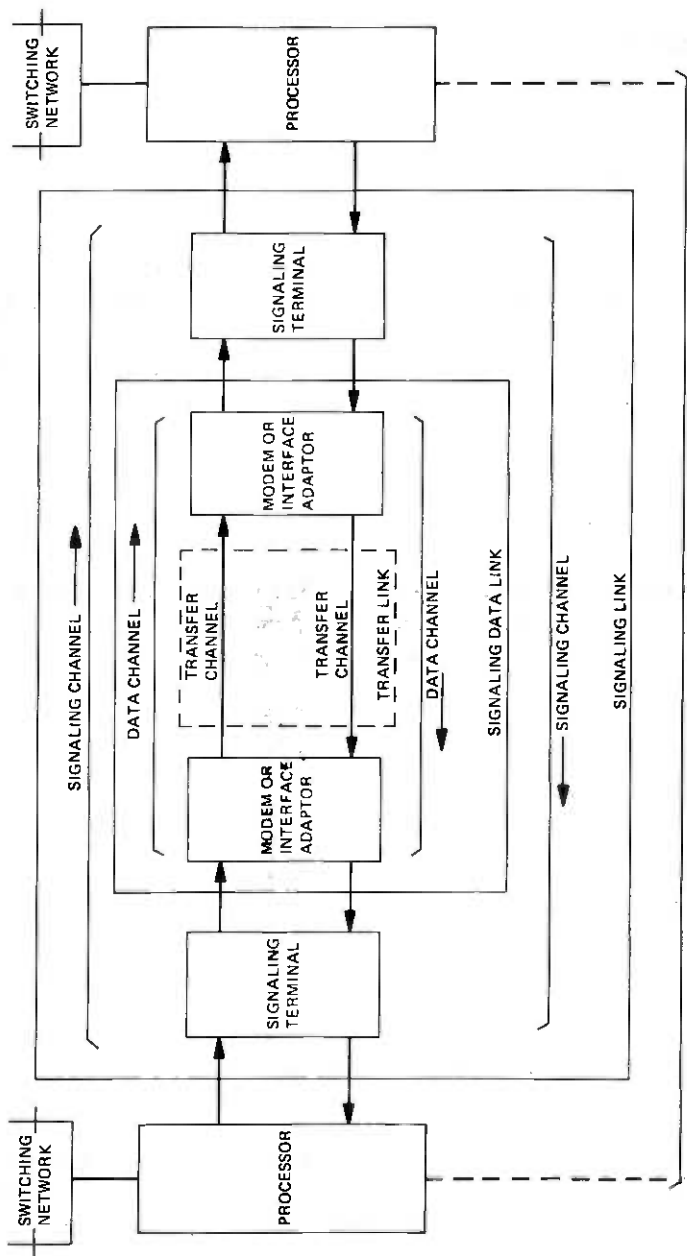 SWITCHING
NETWORK
SWITCHING
NETWORK
SIGNALING CHANNEL
DATA CHANNEL
TRANSFER
CHANNEL
PROCESSOR
SIGNALING
TERMINAL
MODEM OR
INTERFACE
ADAPTOR
MODEM OR
INTERFACE
ADAPTOR
SIGNALING
TERMINAL
PROCESSOR
TRANSFER
CHANNEL
TRANSFER LINK
DATA CHANNEL
SIGNALING DATA LINK
SIGNALING CHANNEL
SIGNALING LINK